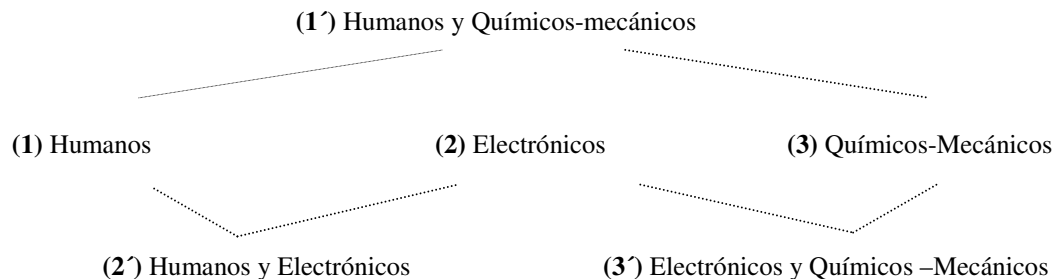 (1´) Humanos y Químicos-mecánicos
(1) Humanos (2) Electrónicos (3) Químicos-Mecánicos
(2´) Humanos y Electrónicos (3´) Electrónicos y Químicos –Mecánicos